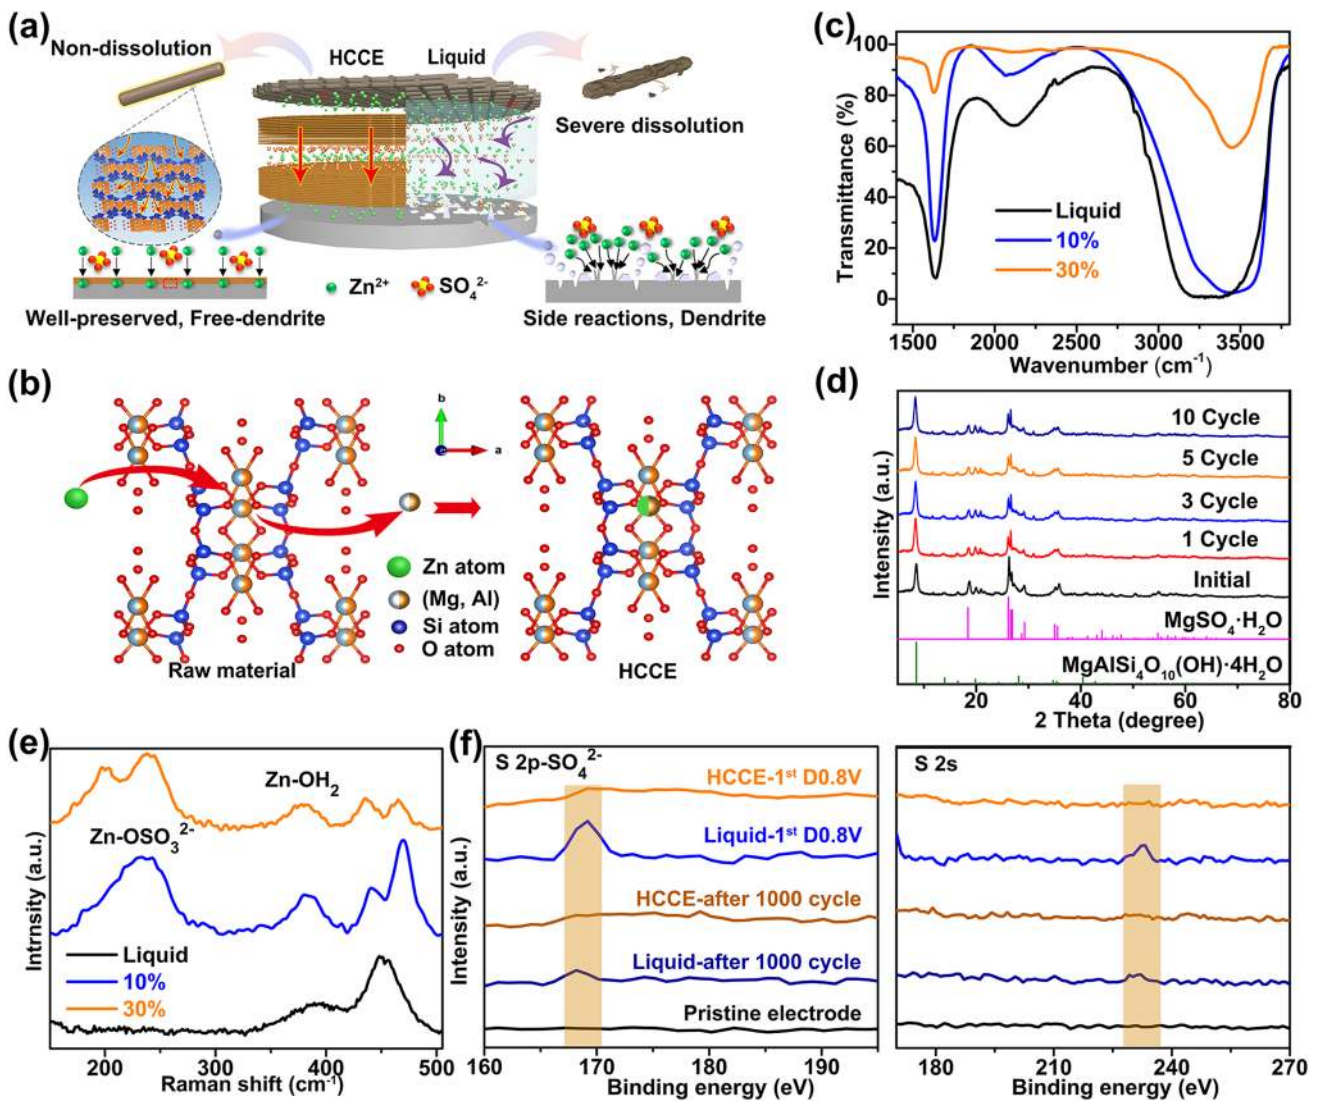 (a)
Non-dissolution
HCCE
Liquid
Severe dissolution
Zn²⁺
SO₄²⁻
Well-preserved, Free-dendrite
Side reactions, Dendrite
(b)
b
a
Zn atom
(Mg, Al)
Si atom
O atom
Raw material
HCCE
(c)
100
80
60
40
20
0
Transmittance (%)
Liquid
10%
30%
1500
2000
2500
3000
3500
Wavenumber (cm⁻¹)
(d)
10 Cycle
5 Cycle
3 Cycle
1 Cycle
Initial
MgSO₄·H₂O
MgAlSi₄O₁₀(OH)·4H₂O
Intensity (a.u.)
20
40
60
80
2 Theta (degree)
(e)
Zn-OH₂
Zn-OSO₃²⁻
Liquid
10%
30%
Intrnsity (a.u.)
200
300
400
500
Raman shift (cm⁻¹)
(f)
S 2p-SO₄²⁻
HCCE-1ˢᵗ D0.8V
Liquid-1ˢᵗ D0.8V
HCCE-after 1000 cycle
Liquid-after 1000 cycle
Pristine electrode
Intensity (a.u.)
160
170
180
190
Binding energy (eV)
S 2s
180
210
240
270
Binding energy (eV)